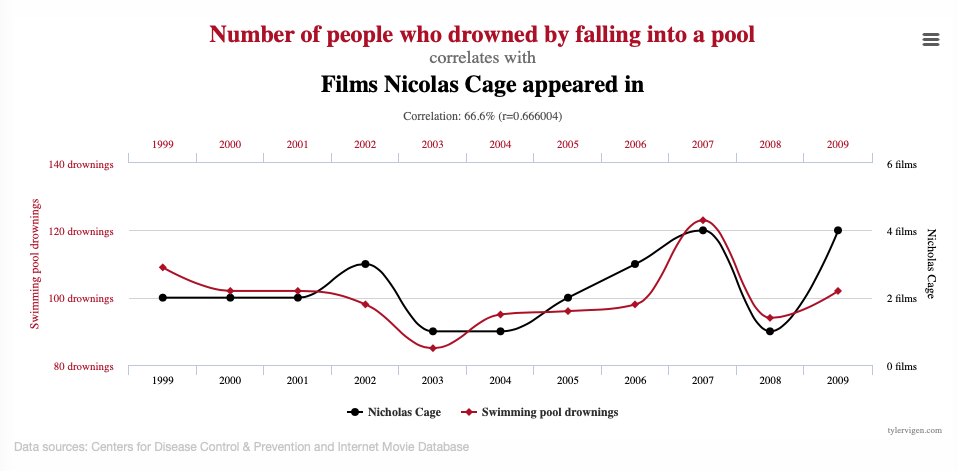 Number of people who drowned by falling into a pool
correlates with
Films Nicolas Cage appeared in
Correlation: 66.6% (r=0.666004)
1999 2000 2001 2002 2003 2004 2005 2006 2007 2008 2009
Swimming pool drownings
140 drownings
120 drownings
100 drownings
80 drownings
6 films
4 films
2 films
0 films
Nicholas Cage
1999 2000 2001 2002 2003 2004 2005 2006 2007 2008 2009
Nicholas Cage Swimming pool drownings
tylervigen.com
Data sources: Centers for Disease Control & Prevention and Internet Movie Database